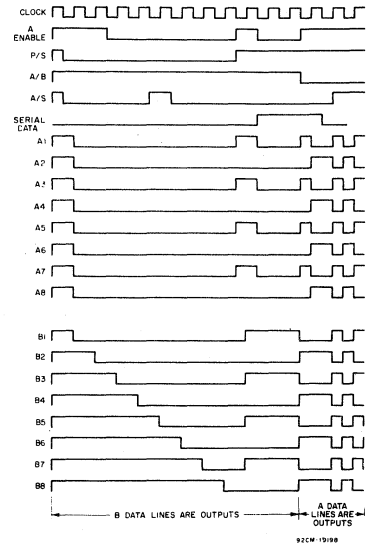 CLOCK
A
ENABLE
P/S
A/B
A/S
SERIAL
DATA
A1
A2
A3
A4
A5
A6
A7
A8
B1
B2
B3
B4
B5
B6
B7
B8
B DATA LINES ARE OUTPUTS
A DATA
LINES ARE
OUTPUTS
92CM-19198